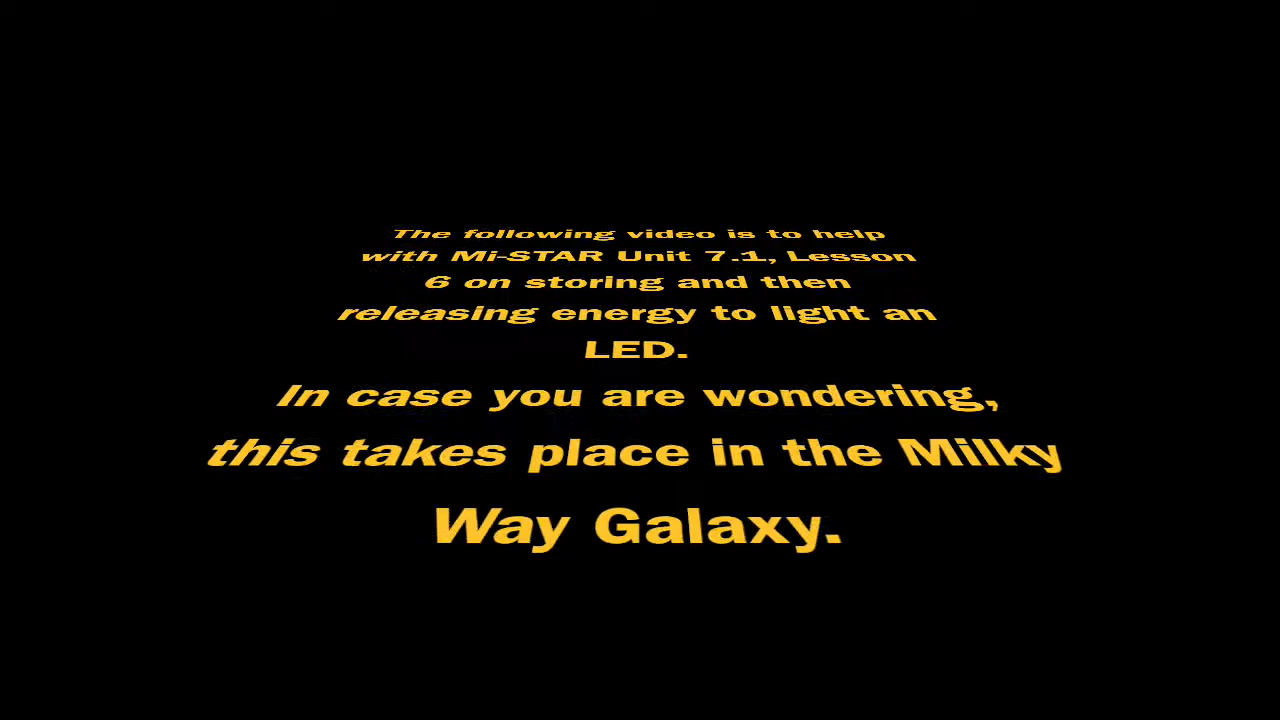 The following video is to help
with Mi-STAR Unit 7.1, Lesson
6 on storing and then
releasing energy to light an
LED.
In case you are wondering,
this takes place in the Milky
Way Galaxy.